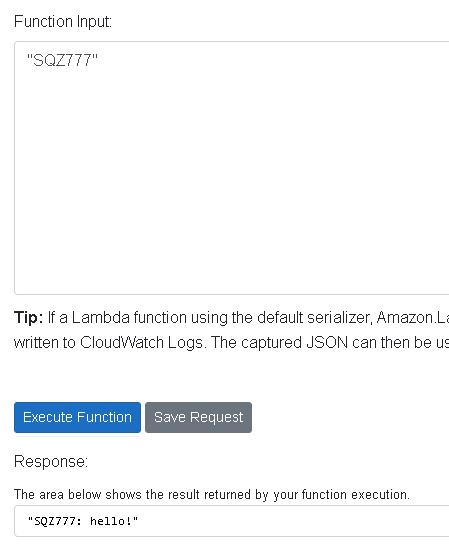 Function Input:
"SQZ777"
Tip: If a Lambda function using the default serializer, Amazon.La
written to CloudWatch Logs. The captured JSON can then be us
Execute Function Save Request
Response:
The area below shows the result returned by your function execution.
"SQZ777: hello!"